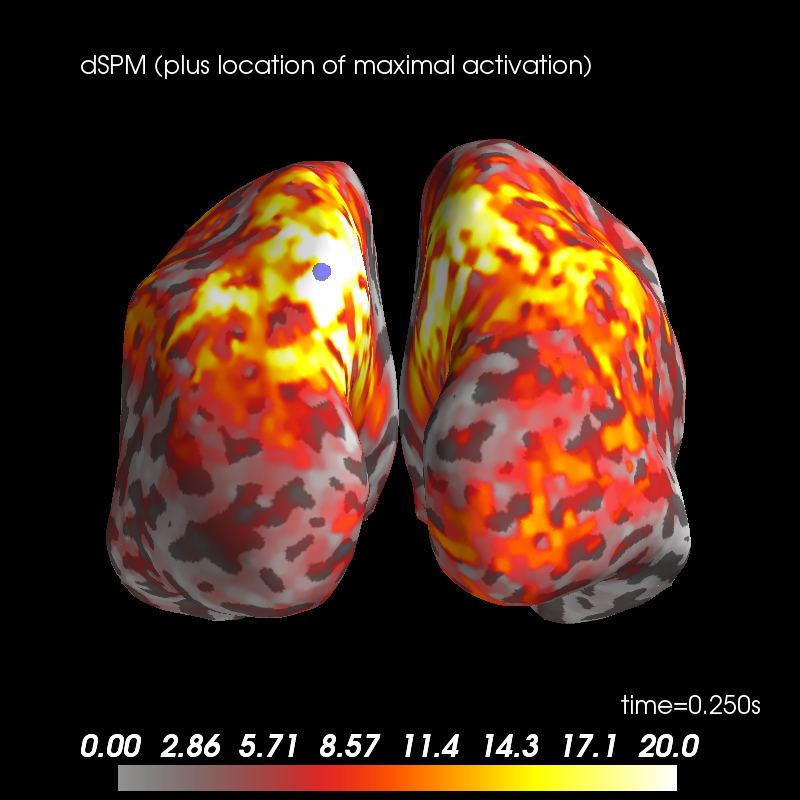 dSPM (plus location of maximal activation)
time=0.250s
0.00 2.86 5.71 8.57 11.4 14.3 17.1 20.0